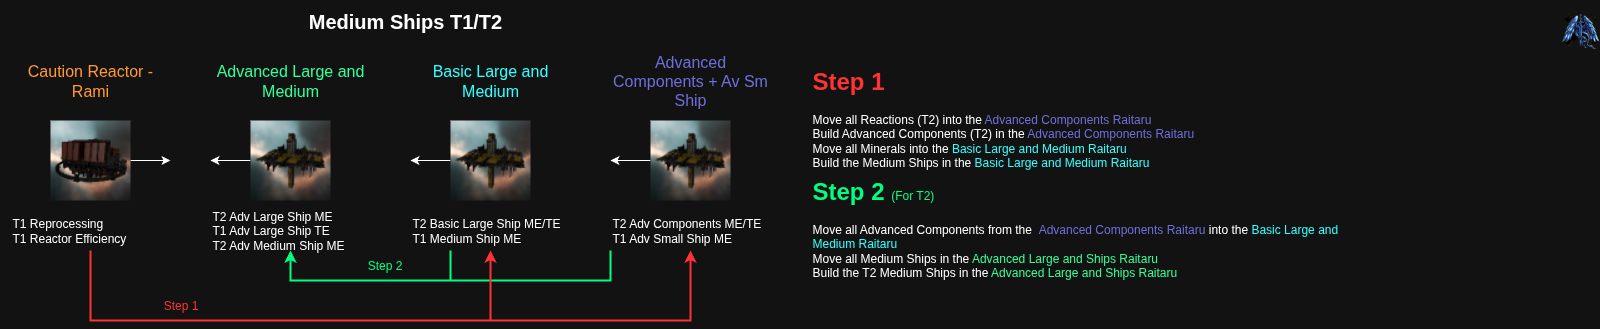 Medium Ships T1/T2
Caution Reactor -
Rami
Advanced Large and
Medium
Basic Large and
Medium
Advanced
Components + Av Sm
Ship
T1 Reprocessing
T1 Reactor Efficiency
T2 Adv Large Ship ME
T1 Adv Large Ship TE
T2 Adv Medium Ship ME
T2 Basic Large Ship ME/TE
T1 Medium Ship ME
T2 Adv Components ME/TE
T1 Adv Small Ship ME
Step 2
Step 1
Step 1
Move all Reactions (T2) into the Advanced Components Raitaru
Build Advanced Components (T2) in the Advanced Components Raitaru
Move all Minerals into the Basic Large and Medium Raitaru
Build the Medium Ships in the Basic Large and Medium Raitaru
Step 2 (For T2)
Move all Advanced Components from the Advanced Components Raitaru into the Basic Large and
Medium Raitaru
Move all Medium Ships in the Advanced Large and Ships Raitaru
Build the T2 Medium Ships in the Advanced Large and Ships Raitaru